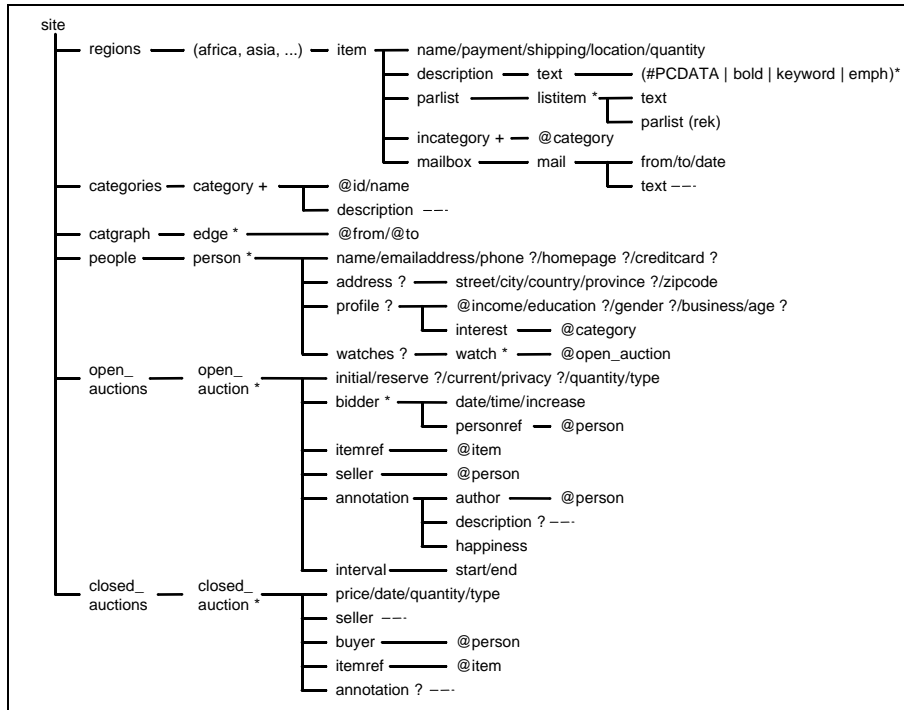 site
regions (africa, asia, ...) item name/payment/shipping/location/quantity
description text (#PCDATA | bold | keyword | emph)*
parlist listitem * text
parlist (rek)
incategory + @category
mailbox mail from/to/date
text
categories category + @id/name
description
catgraph edge * @from/@to
people person * name/emailaddress/phone ?/homepage ?/creditcard ?
address ? street/city/country/province ?/zipcode
profile ? @income/education ?/gender ?/business/age ?
interest @category
watches ? watch * @open_auction
open_ open_ initial/reserve ?/current/privacy ?/quantity/type
auctions auction *
bidder * date/time/increase
personref @person
itemref @item
seller @person
annotation author @person
description ?
happiness
interval start/end
closed_ closed_ price/date/quantity/type
auctions auction *
seller
buyer @person
itemref @item
annotation ?